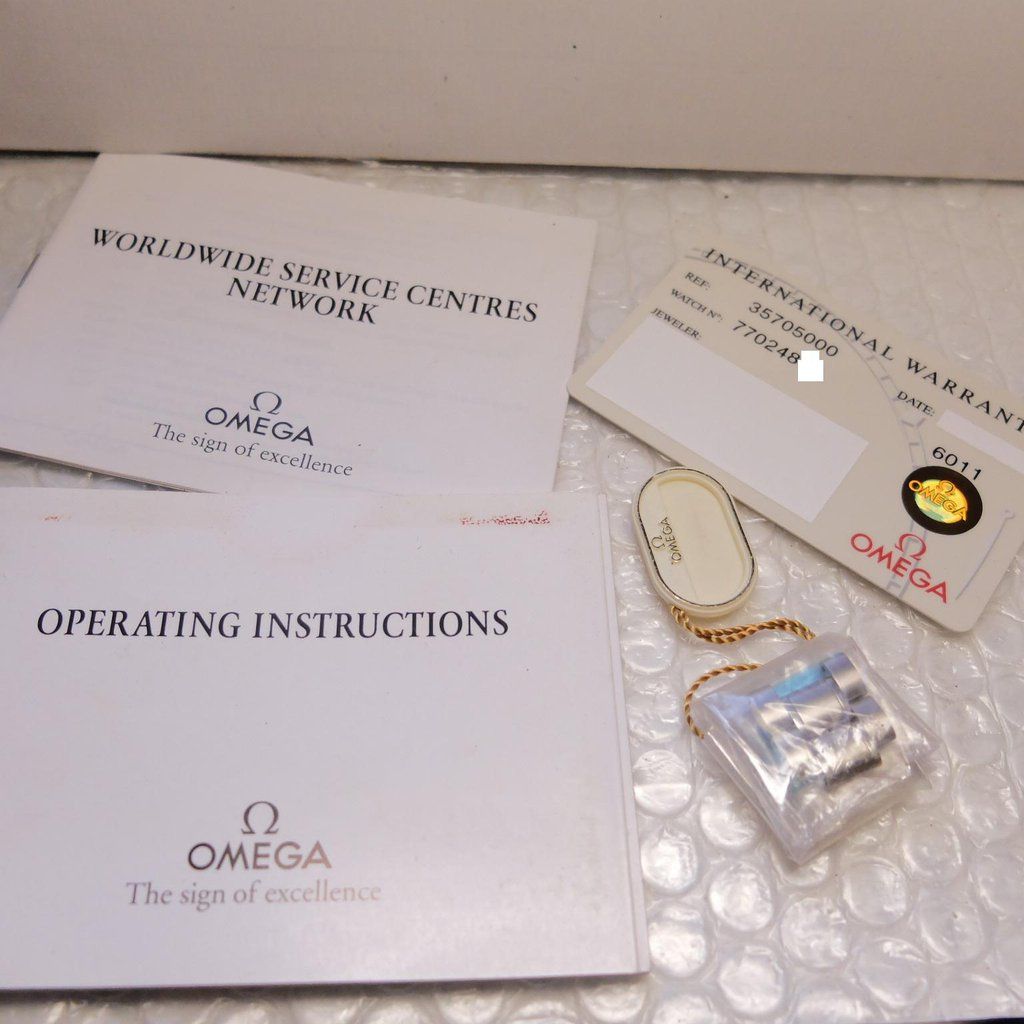 WORLDWIDE SERVICE CENTRES
NETWORK
Ω
OMEGA
The sign of excellence
INTERNATIONAL WARRANT
REF:
35705000
WATCH Nº:
770248
JEWELER:
DATE:
6011
Ω
OMEGA
Ω
OMEGA
Ω
OMEGA
OPERATING INSTRUCTIONS
Ω
OMEGA
The sign of excellence